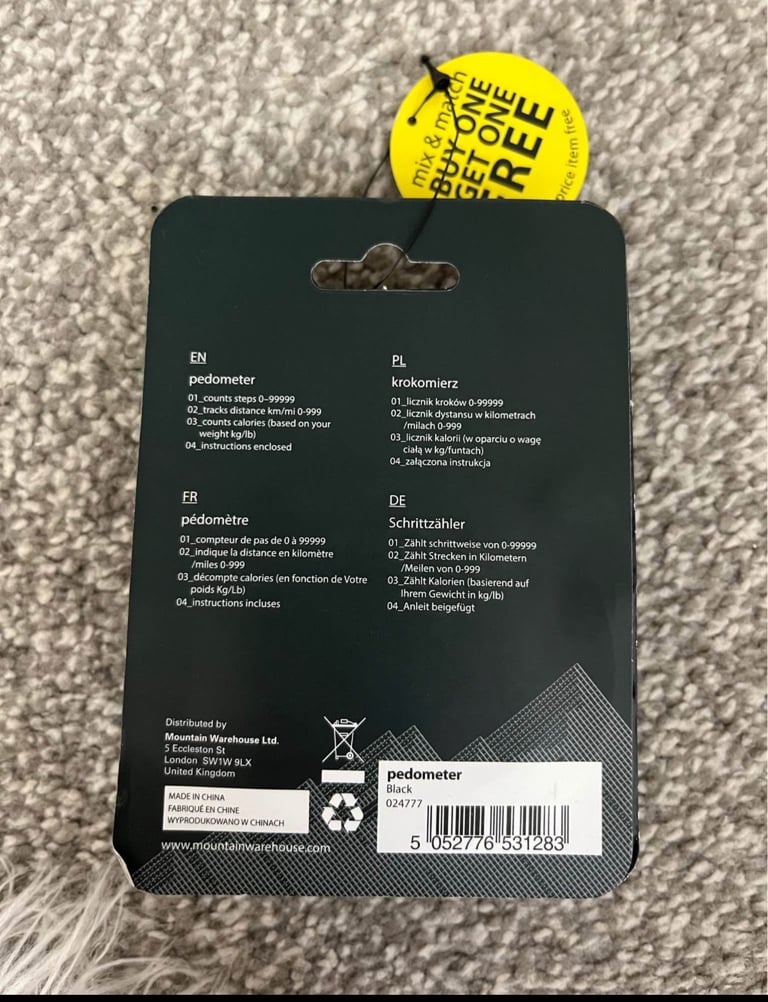 mix & match
BUY ONE
GET ONE
FREE
price item free
EN
pedometer
01_counts steps 0–99999
02_tracks distance km/mi 0-999
03_counts calories (based on your
weight kg/lb)
04_instructions enclosed
PL
krokomierz
01_licznik kroków 0-99999
02_licznik dystansu w kilometrach
/milach 0-999
03_licznik kalorii (w oparciu o wagę
ciałą w kg/funtach)
04_załączona instrukcja
FR
pédomètre
01_compteur de pas de 0 à 99999
02_indique la distance en kilomètre
/miles 0-999
03_décompte calories (en fonction de Votre
poids Kg/Lb)
04_instructions incluses
DE
Schrittzähler
01_Zählt schrittweise von 0-99999
02_Zählt Strecken in Kilometern
/Meilen von 0-999
03_Zählt Kalorien (basierend auf
Ihrem Gewicht in kg/lb)
04_Anleit beigefügt
Distributed by
Mountain Warehouse Ltd.
5 Eccleston St
London SW1W 9LX
United Kingdom
MADE IN CHINA
FABRIQUÉ EN CHINE
WYPRODUKOWANO W CHINACH
www.mountainwarehouse.com
pedometer
Black
024777
5 052776 531283